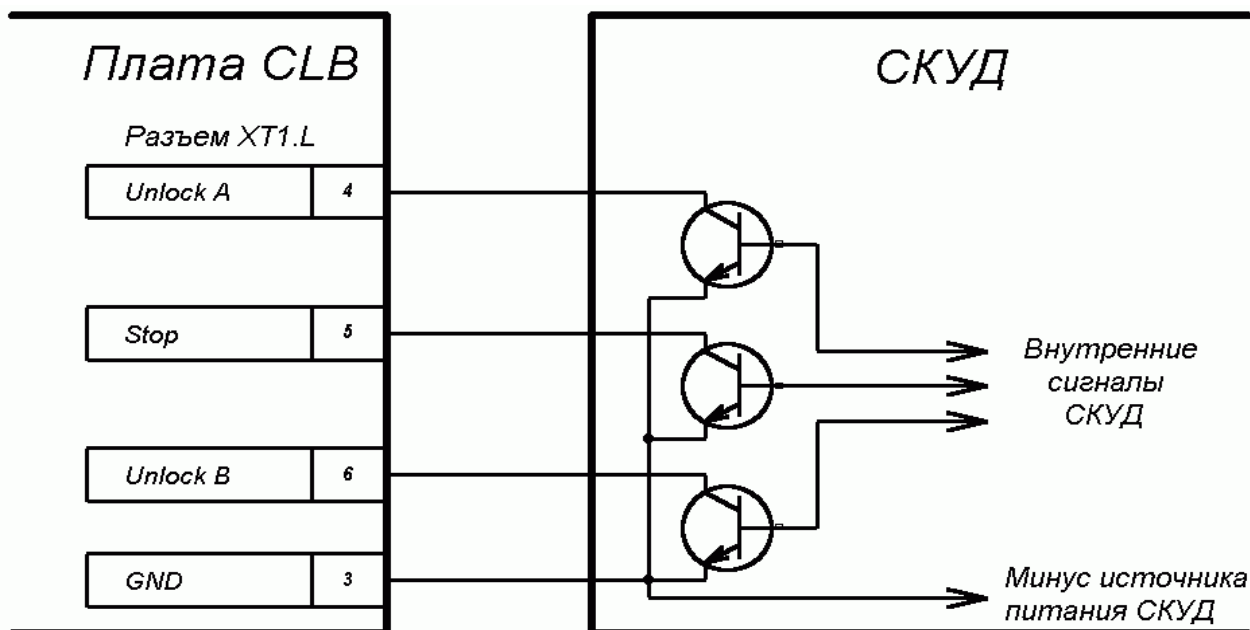 Плата CLB
СКУД
Разъем XT1.L
Unlock A 4
Stop 5
Unlock B 6
GND 3
Внутренние
сигналы
СКУД
Минус источника
питания СКУД